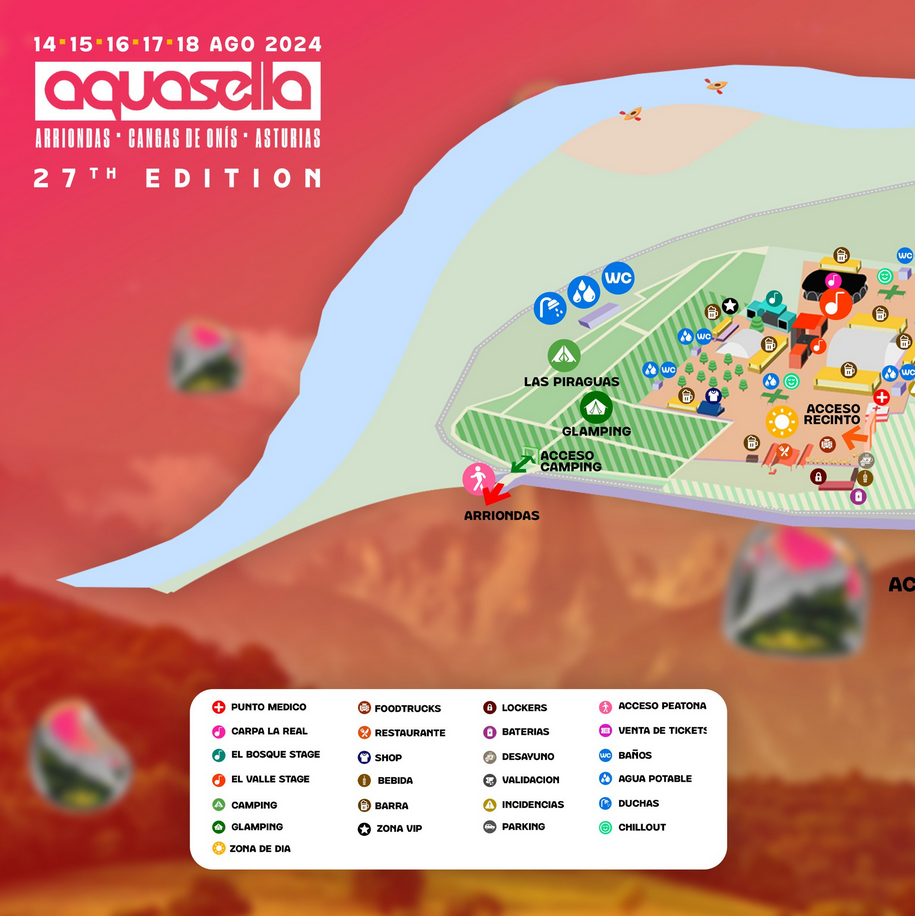 14·15·16·17·18 AGO 2024
aquasella
ARRIONDAS · CANGAS DE ONÍS · ASTURIAS
27TH EDITION
WC
WC
WC
WC
WC
LAS PIRAGUAS
GLAMPING
ACCESO
CAMPING
ARRIONDAS
ACCESO
RECINTO
AC
PUNTO MEDICO
CARPA LA REAL
EL BOSQUE STAGE
EL VALLE STAGE
CAMPING
GLAMPING
ZONA DE DIA
FOODTRUCKS
RESTAURANTE
SHOP
BEBIDA
BARRA
ZONA VIP
LOCKERS
BATERIAS
DESAYUNO
VALIDACION
INCIDENCIAS
PARKING
ACCESO PEATONA
VENTA DE TICKETS
WC BAÑOS
AGUA POTABLE
DUCHAS
CHILLOUT